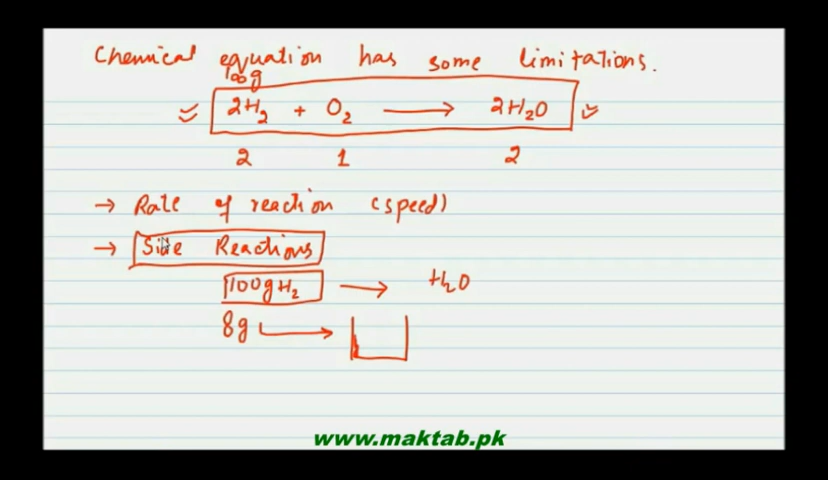 Chemical equation has some limitations.
100g
2H2 + O2 → 2H2O
2 1 2
→ Rate of reaction (speed)
→ Side Reactions
100g H2 → H2O
8g →
www.maktab.pk